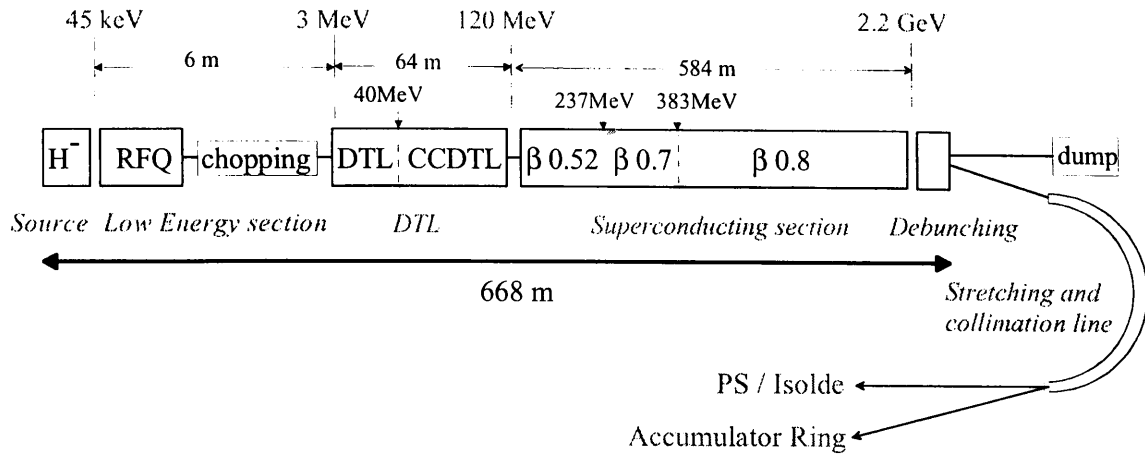 45 keV 3 MeV 120 MeV 2.2 GeV
6 m 64 m 584 m
40MeV 237MeV 383MeV
H⁻ RFQ chopping DTL CCDTL β 0.52 β 0.7 β 0.8 dump
Source Low Energy section DTL Superconducting section Debunching
668 m
Stretching and
collimation line
PS / Isolde
Accumulator Ring